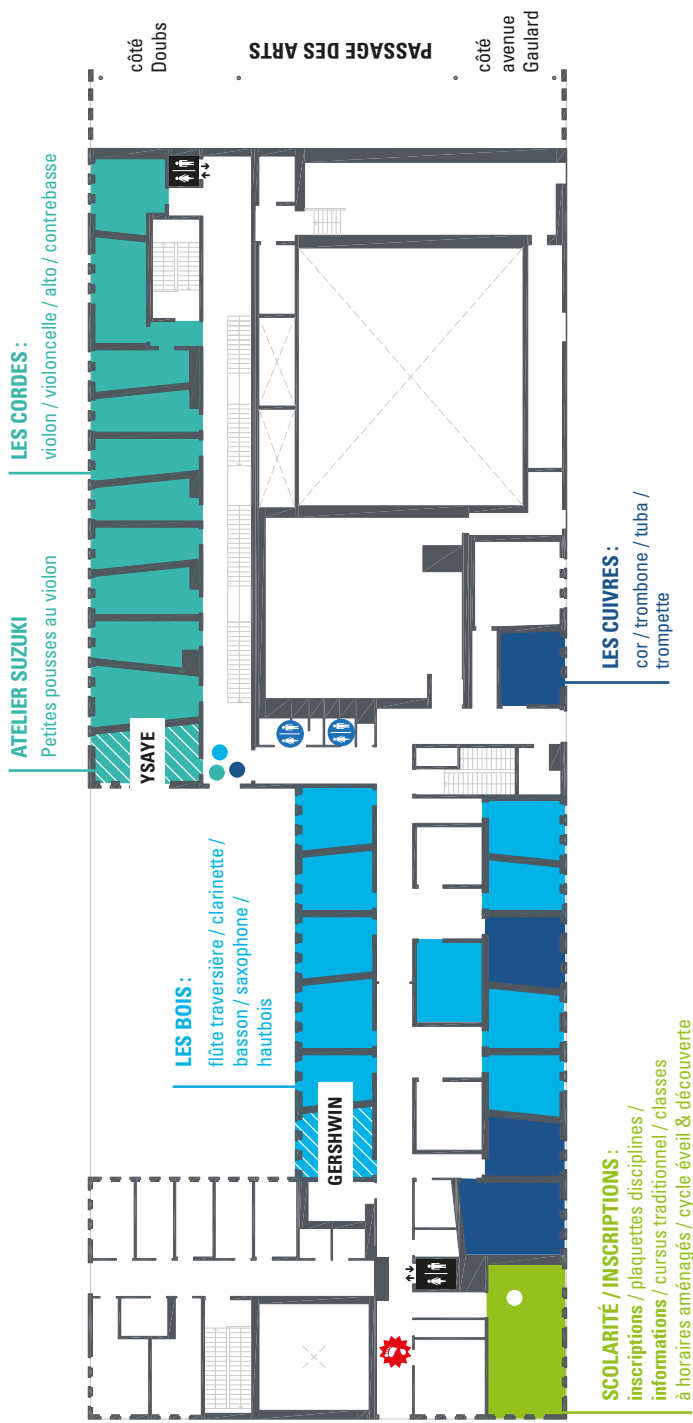 côté
Doubs
PASSAGE DES ARTS
côté
avenue
Gaulard
LES CORDES :
violon / violoncelle / alto / contrebasse
ATELIER SUZUKI
Petites pousses au violon
YSAYE
LES CUIVRES :
cor / trombone / tuba /
trompette
LES BOIS :
flûte traversière / clarinette /
basson / saxophone /
hautbois
GERSHWIN
SCOLARITÉ / INSCRIPTIONS :
inscriptions / plaquettes disciplines /
informations / cursus traditionnel / classes
à horaires aménagés / cycle éveil & découverte